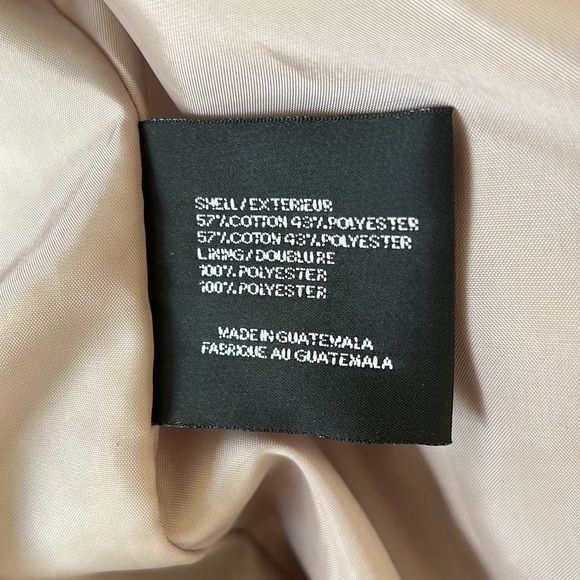 SHELL/EXTERIEUR
57%COTTON 43%POLYESTER
57%COTON 43%POLYESTER
LINING/DOUBLURE
100%POLYESTER
100%POLYESTER
MADE IN GUATEMALA
FABRIQUE AU GUATEMALA